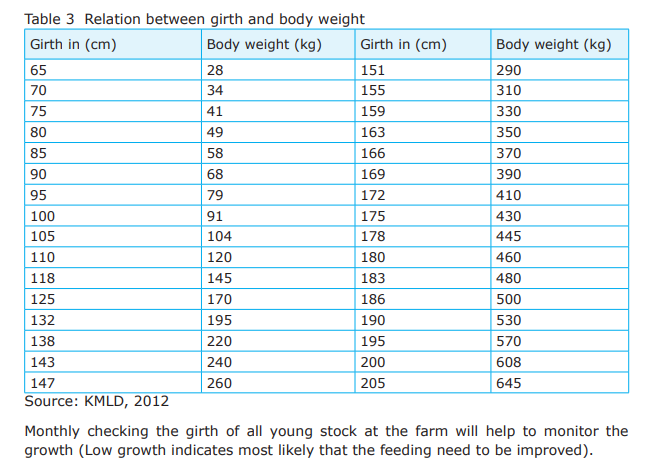 Table 3 Relation between girth and body weight
Girth in (cm) Body weight (kg) Girth in (cm) Body weight (kg)
65 28 151 290
70 34 155 310
75 41 159 330
80 49 163 350
85 58 166 370
90 68 169 390
95 79 172 410
100 91 175 430
105 104 178 445
110 120 180 460
118 145 183 480
125 170 186 500
132 195 190 530
138 220 195 570
143 240 200 608
147 260 205 645
Source: KMLD, 2012
Monthly checking the girth of all young stock at the farm will help to monitor the
growth (Low growth indicates most likely that the feeding need to be improved).